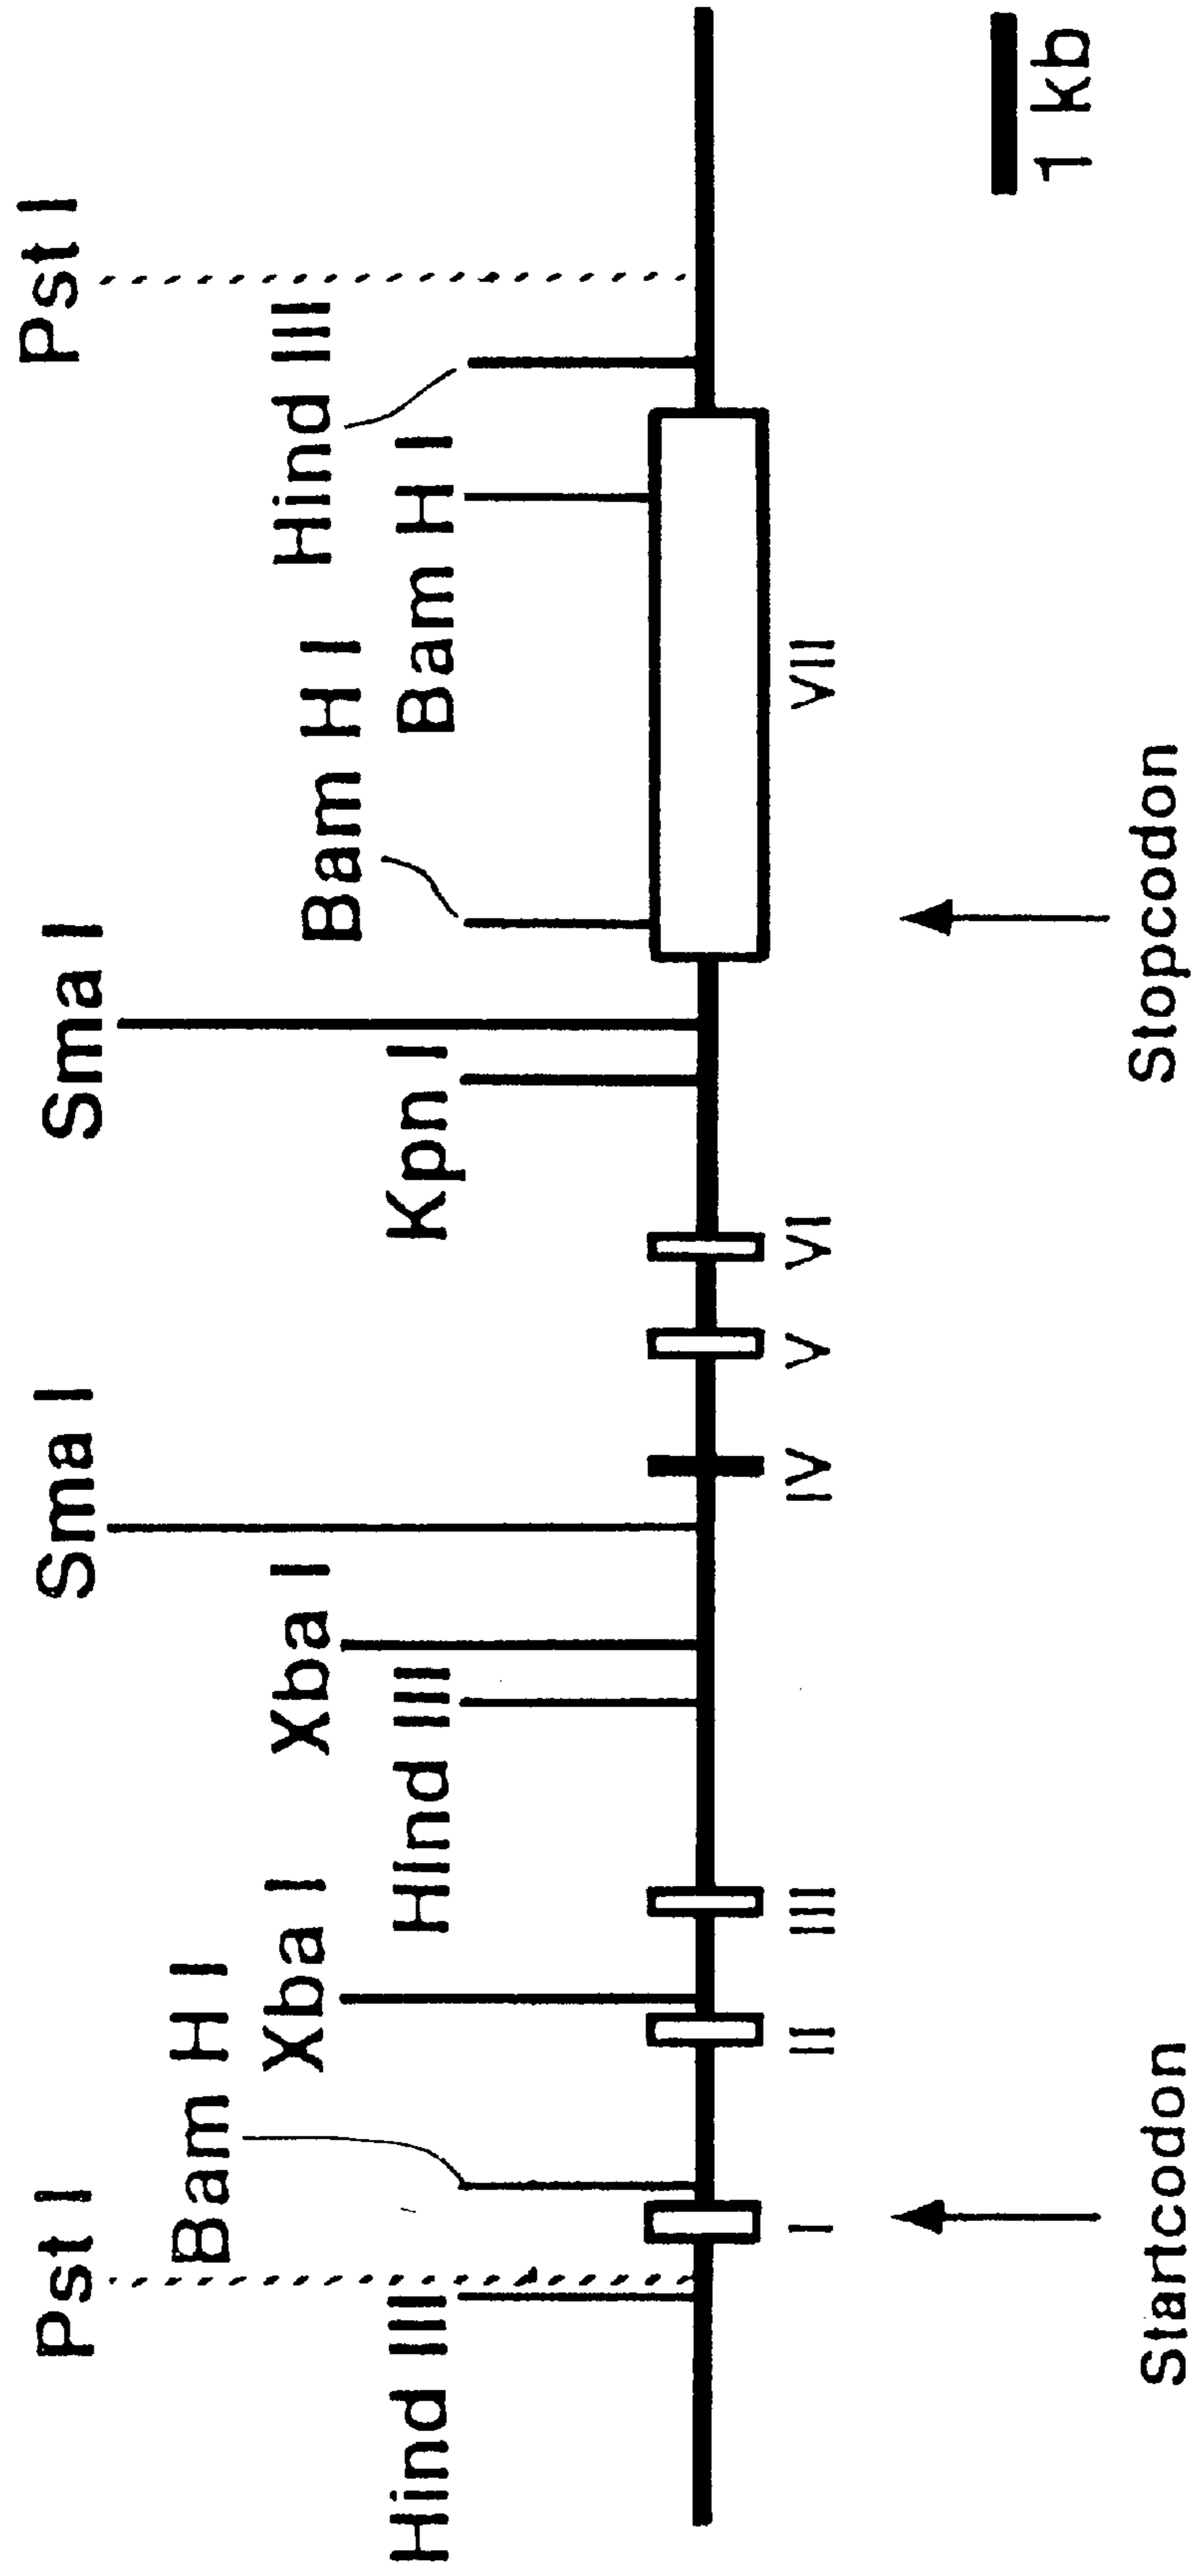 Pst I
Pst I
Sma I
Sma I
Bam H I
Xba I
Xba I
Bam H I
Hind III
Hind III
Hind III
Kpn I
Bam H I
I
II
III
IV
V
VI
VII
Startcodon
Stopcodon
1 kb